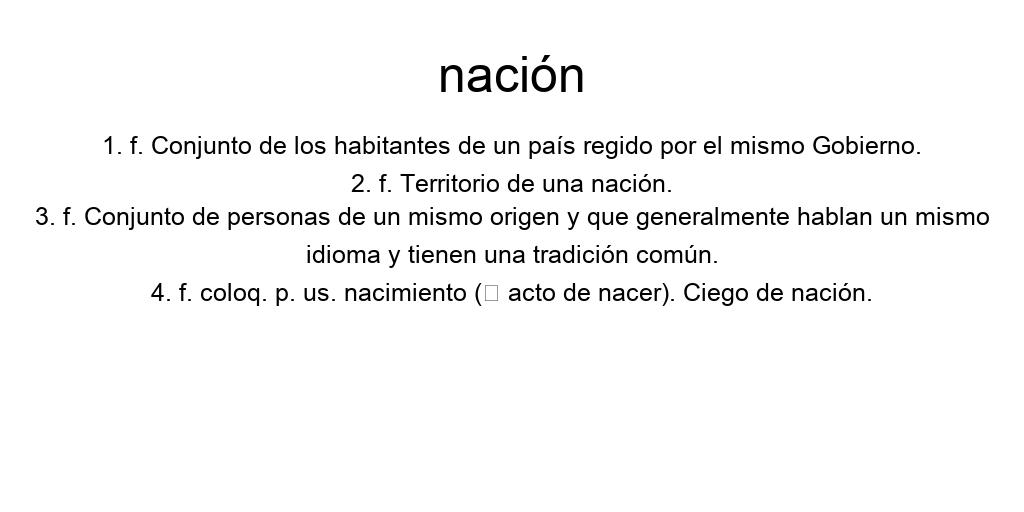 nación
1. f. Conjunto de los habitantes de un país regido por el mismo Gobierno.
2. f. Territorio de una nación.
3. f. Conjunto de personas de un mismo origen y que generalmente hablan un mismo
idioma y tienen una tradición común.
4. f. coloq. p. us. nacimiento (□ acto de nacer). Ciego de nación.